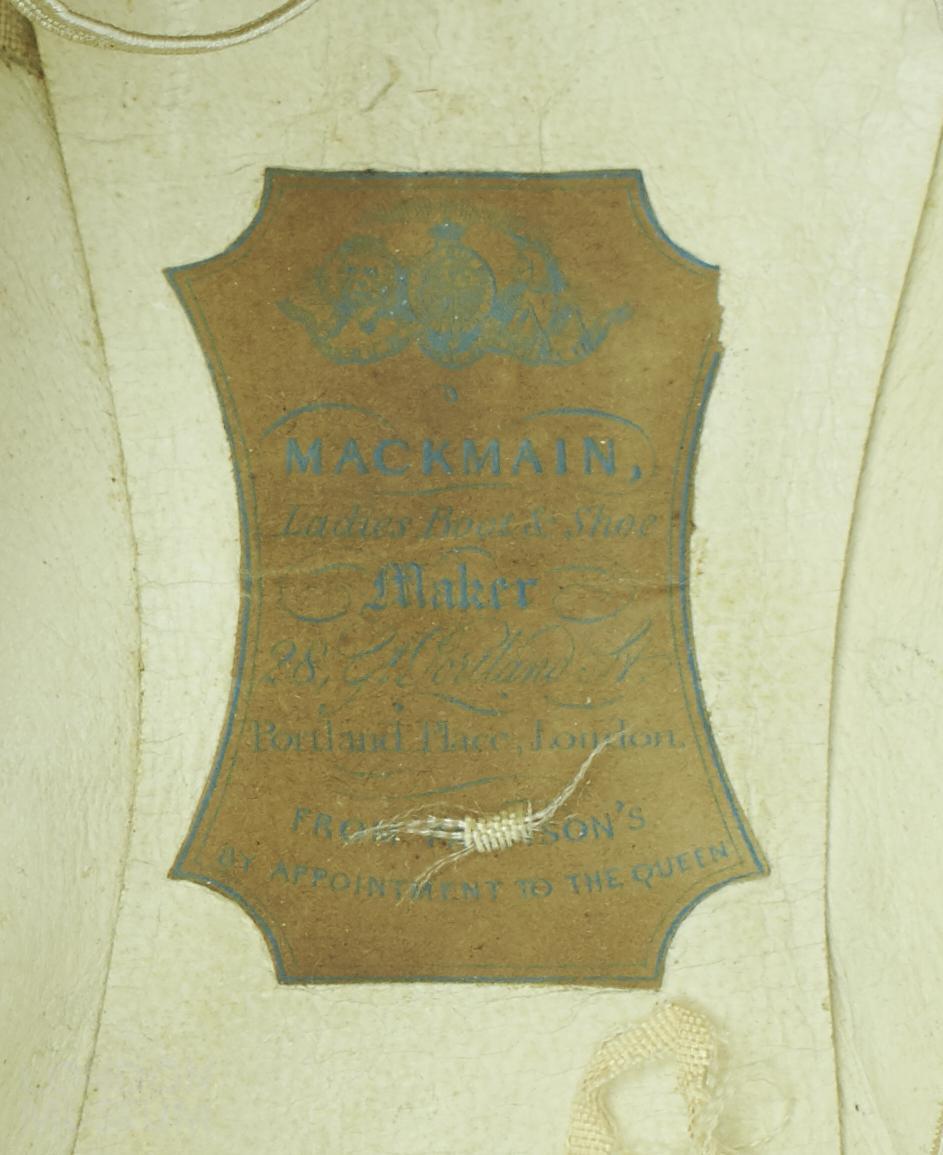 MACKMAIN,
Ladies Boot & Shoe
Maker
28, Gt. Portland St.
Portland Place, London.
FROM
BY APPOINTMENT TO THE QUEEN